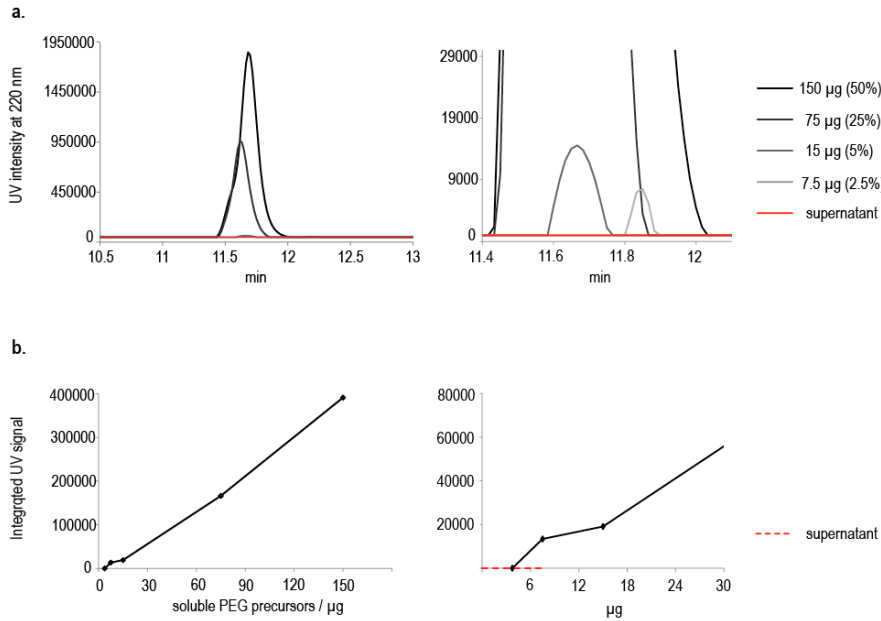 a.
UV intensity at 220 nm
1950000
1450000
950000
450000
0
10.5 11 11.5 12 12.5 13
min
29000
19000
9000
0
11.4 11.6 11.8 12
min
150 µg (50%)
75 µg (25%)
15 µg (5%)
7.5 µg (2.5%)
supernatant
b.
Integrqted UV signal
400000
300000
200000
100000
0
0 30 60 90 120 150
soluble PEG precursors / µg
80000
60000
40000
20000
6 12 18 24 30
µg
supernatant